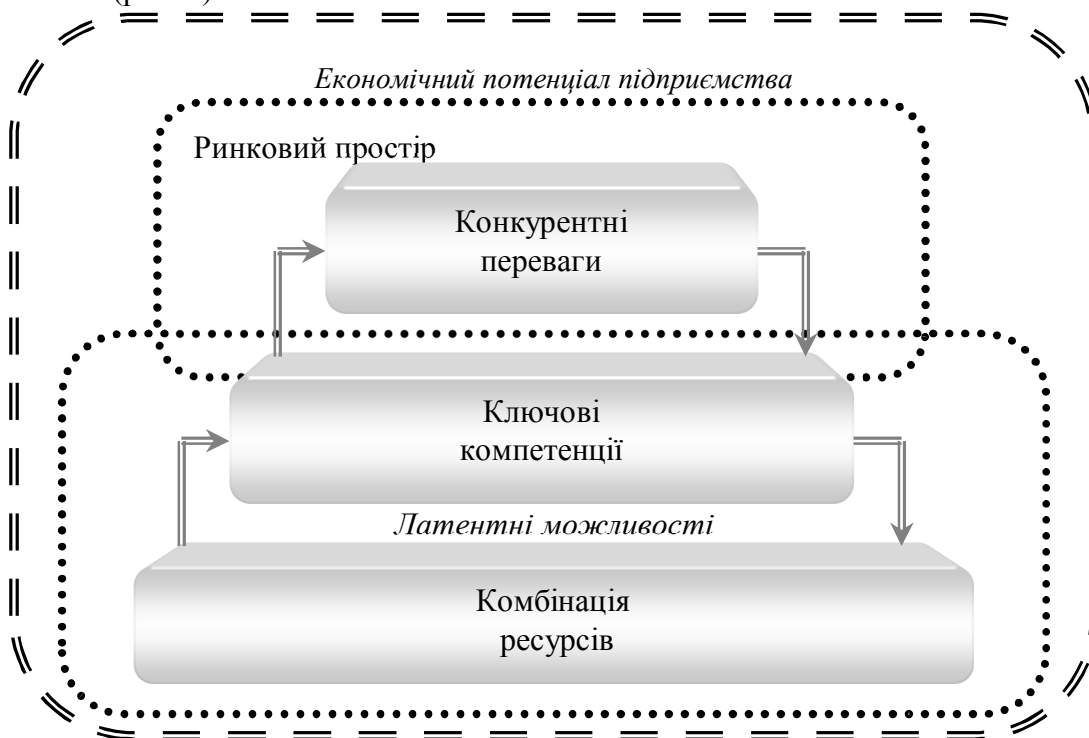 Економічний потенціал підприємства
Ринковий простір
Конкурентні
переваги
Ключові
компетенції
Латентні можливості
Комбінація
ресурсів